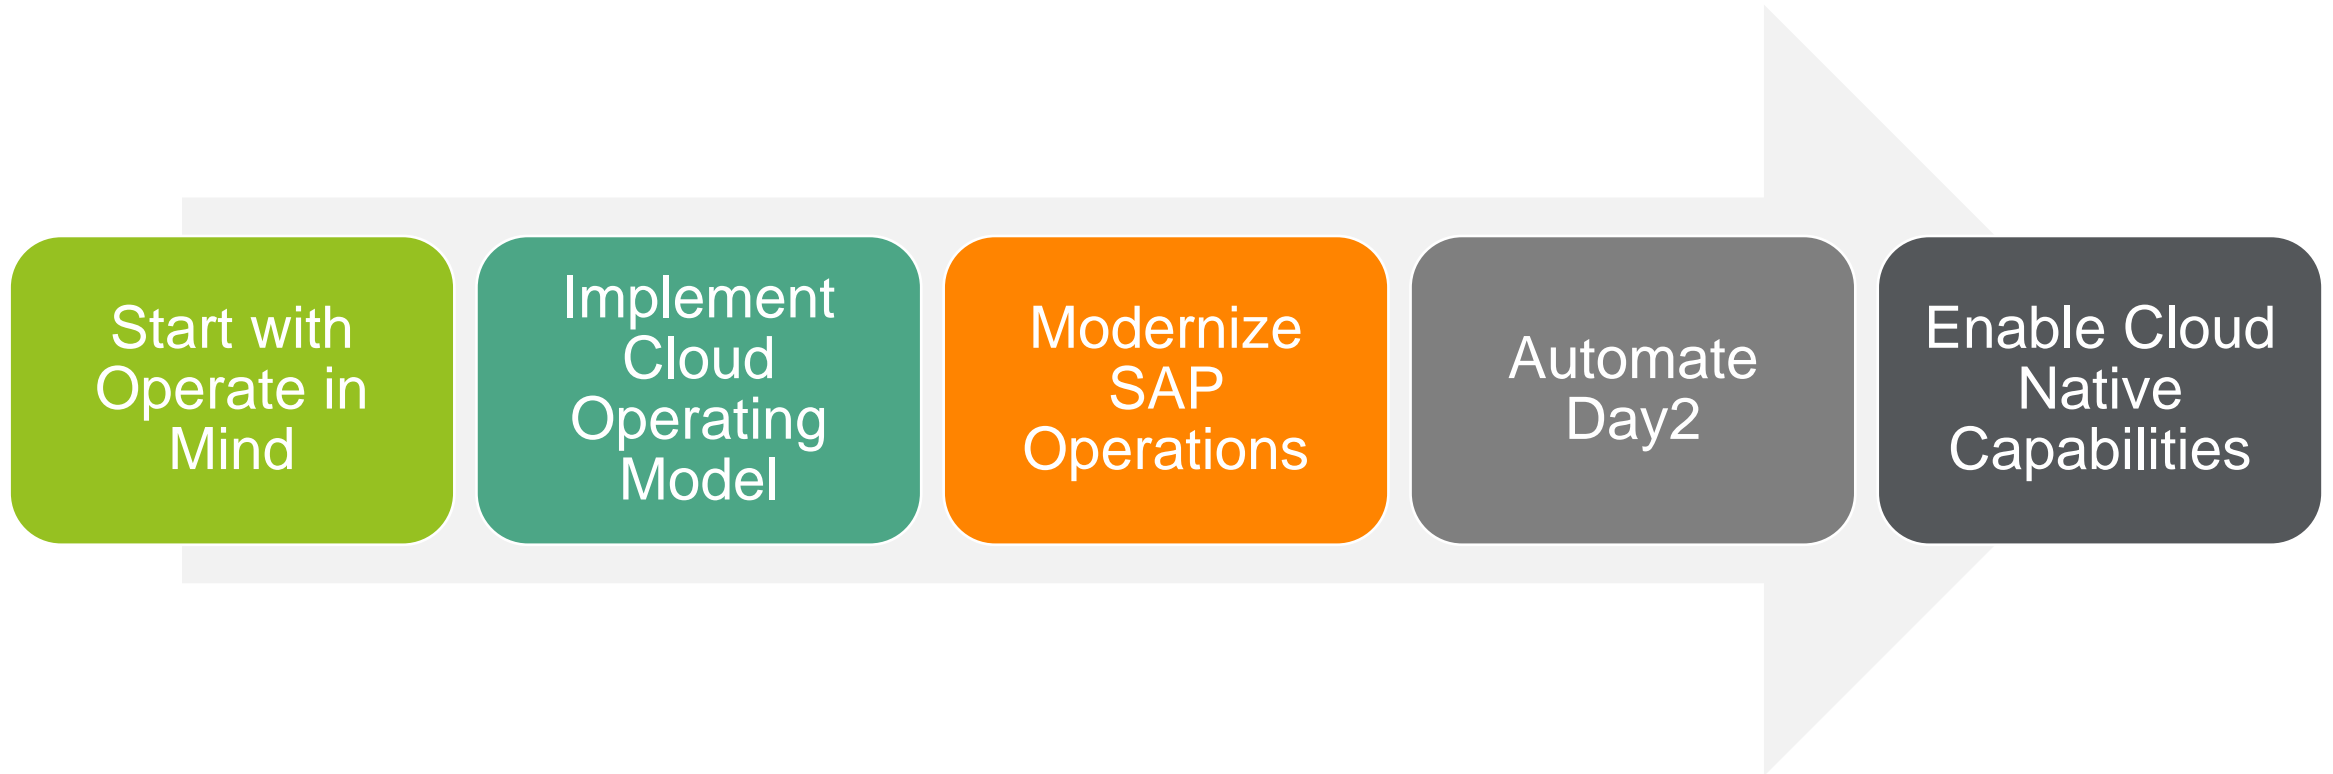 Start with
Operate in
Mind
Implement
Cloud
Operating
Model
Modernize
SAP
Operations
Automate
Day2
Enable Cloud
Native
Capabilities